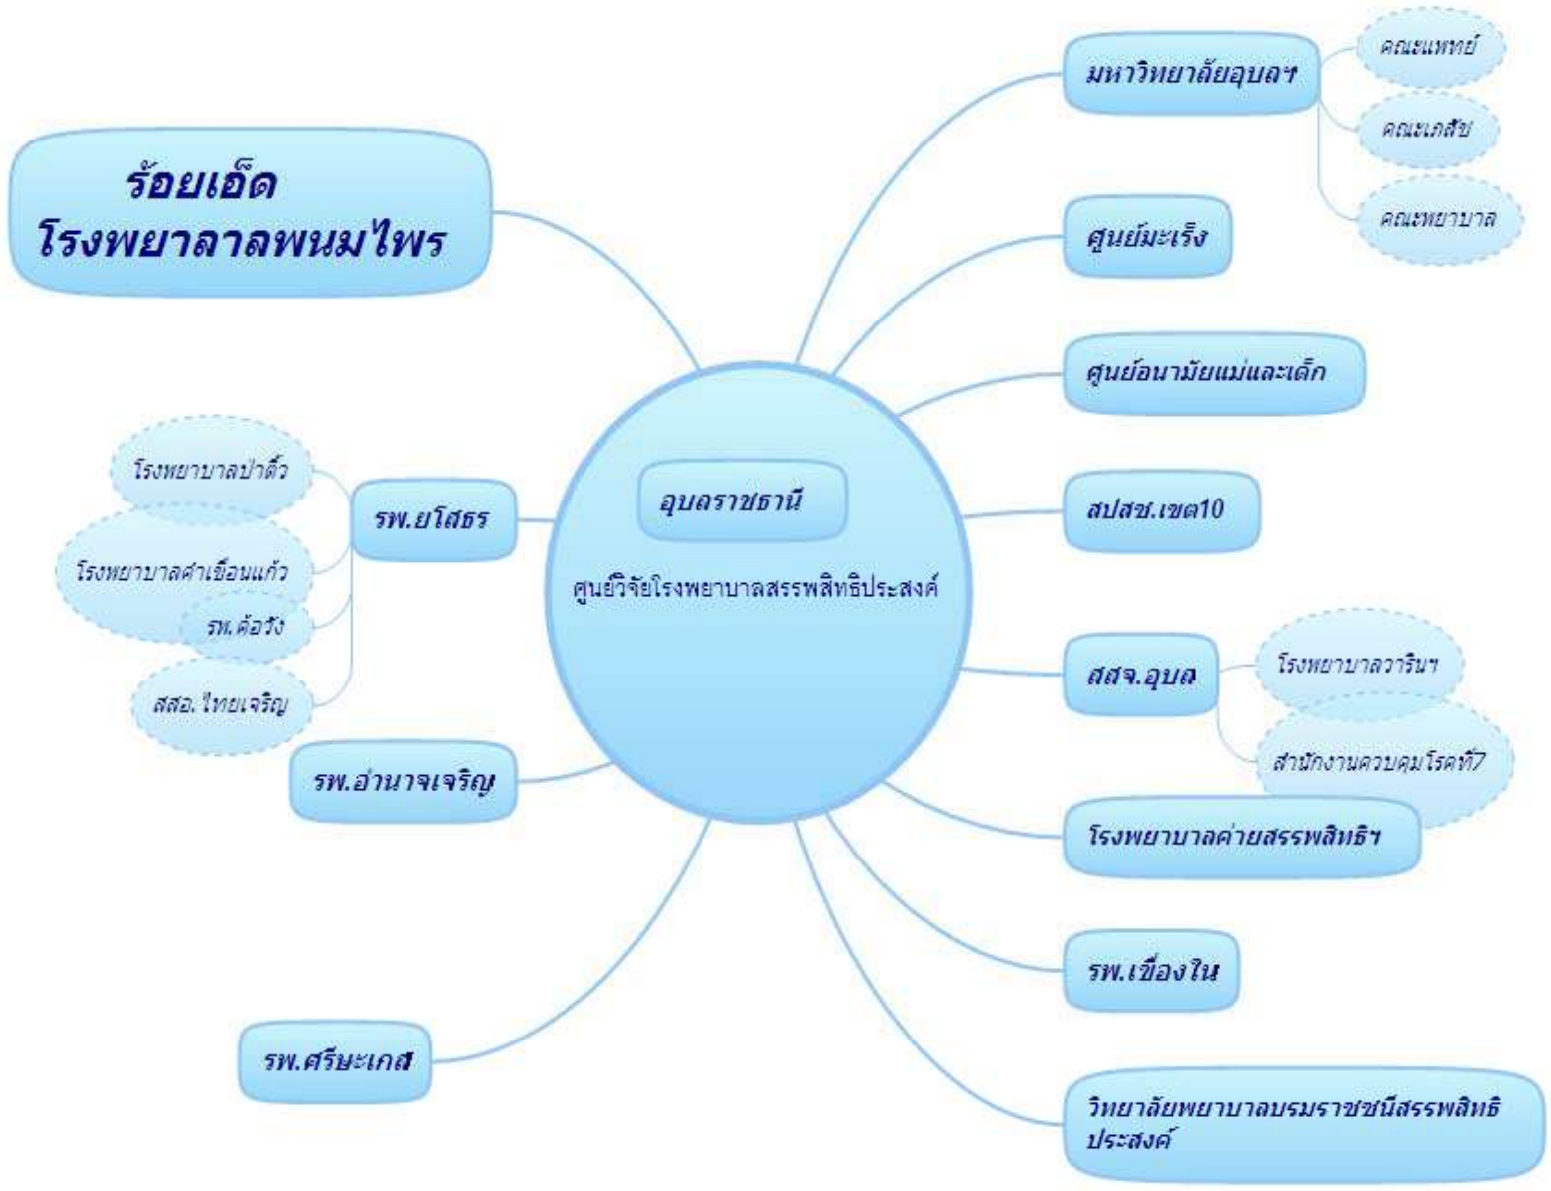 ร้อยเอ็ด
โรงพยาลาลพนมไพร
โรงพยาบาลป่าติ้ว
โรงพยาบาลคำเขื่อนแก้ว
รพ.ค้อวัง
สสอ.ไทยเจริญ
รพ.ยโสธร
รพ.อำนาจเจริญ
รพ.ศรีษะเกส
อุบลราชธานี
ศูนย์วิจัยโรงพยาบาลสรรพสิทธิประสงค์
มหาวิทยาลัยอุบลฯ
คณะแพทย์
คณะเภสัช
คณะพยาบาล
ศูนย์มะเร็ง
ศูนย์อนามัยแม่และเด็ก
สปสช.เขต10
สสจ.อุบล
โรงพยาบาลวารินฯ
สำนักงานควบคุมโรคที่7
โรงพยาบาลค่ายสรรพสิทธิฯ
รพ.เขื่องใน
วิทยาลัยพยาบาลบรมราชชนีสรรพสิทธิ
ประสงค์